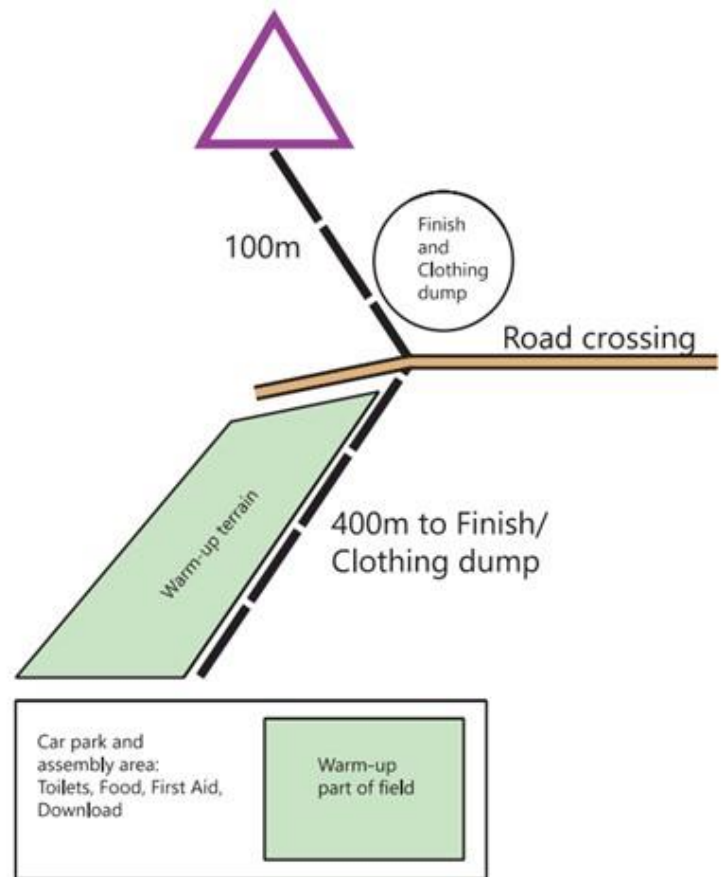 Finish
and
Clothing
dump
100m
Road crossing
Warm-up terrain
400m to Finish/
Clothing dump
Car park and
assembly area:
Toilets, Food, First Aid,
Download
Warm-up
part of field